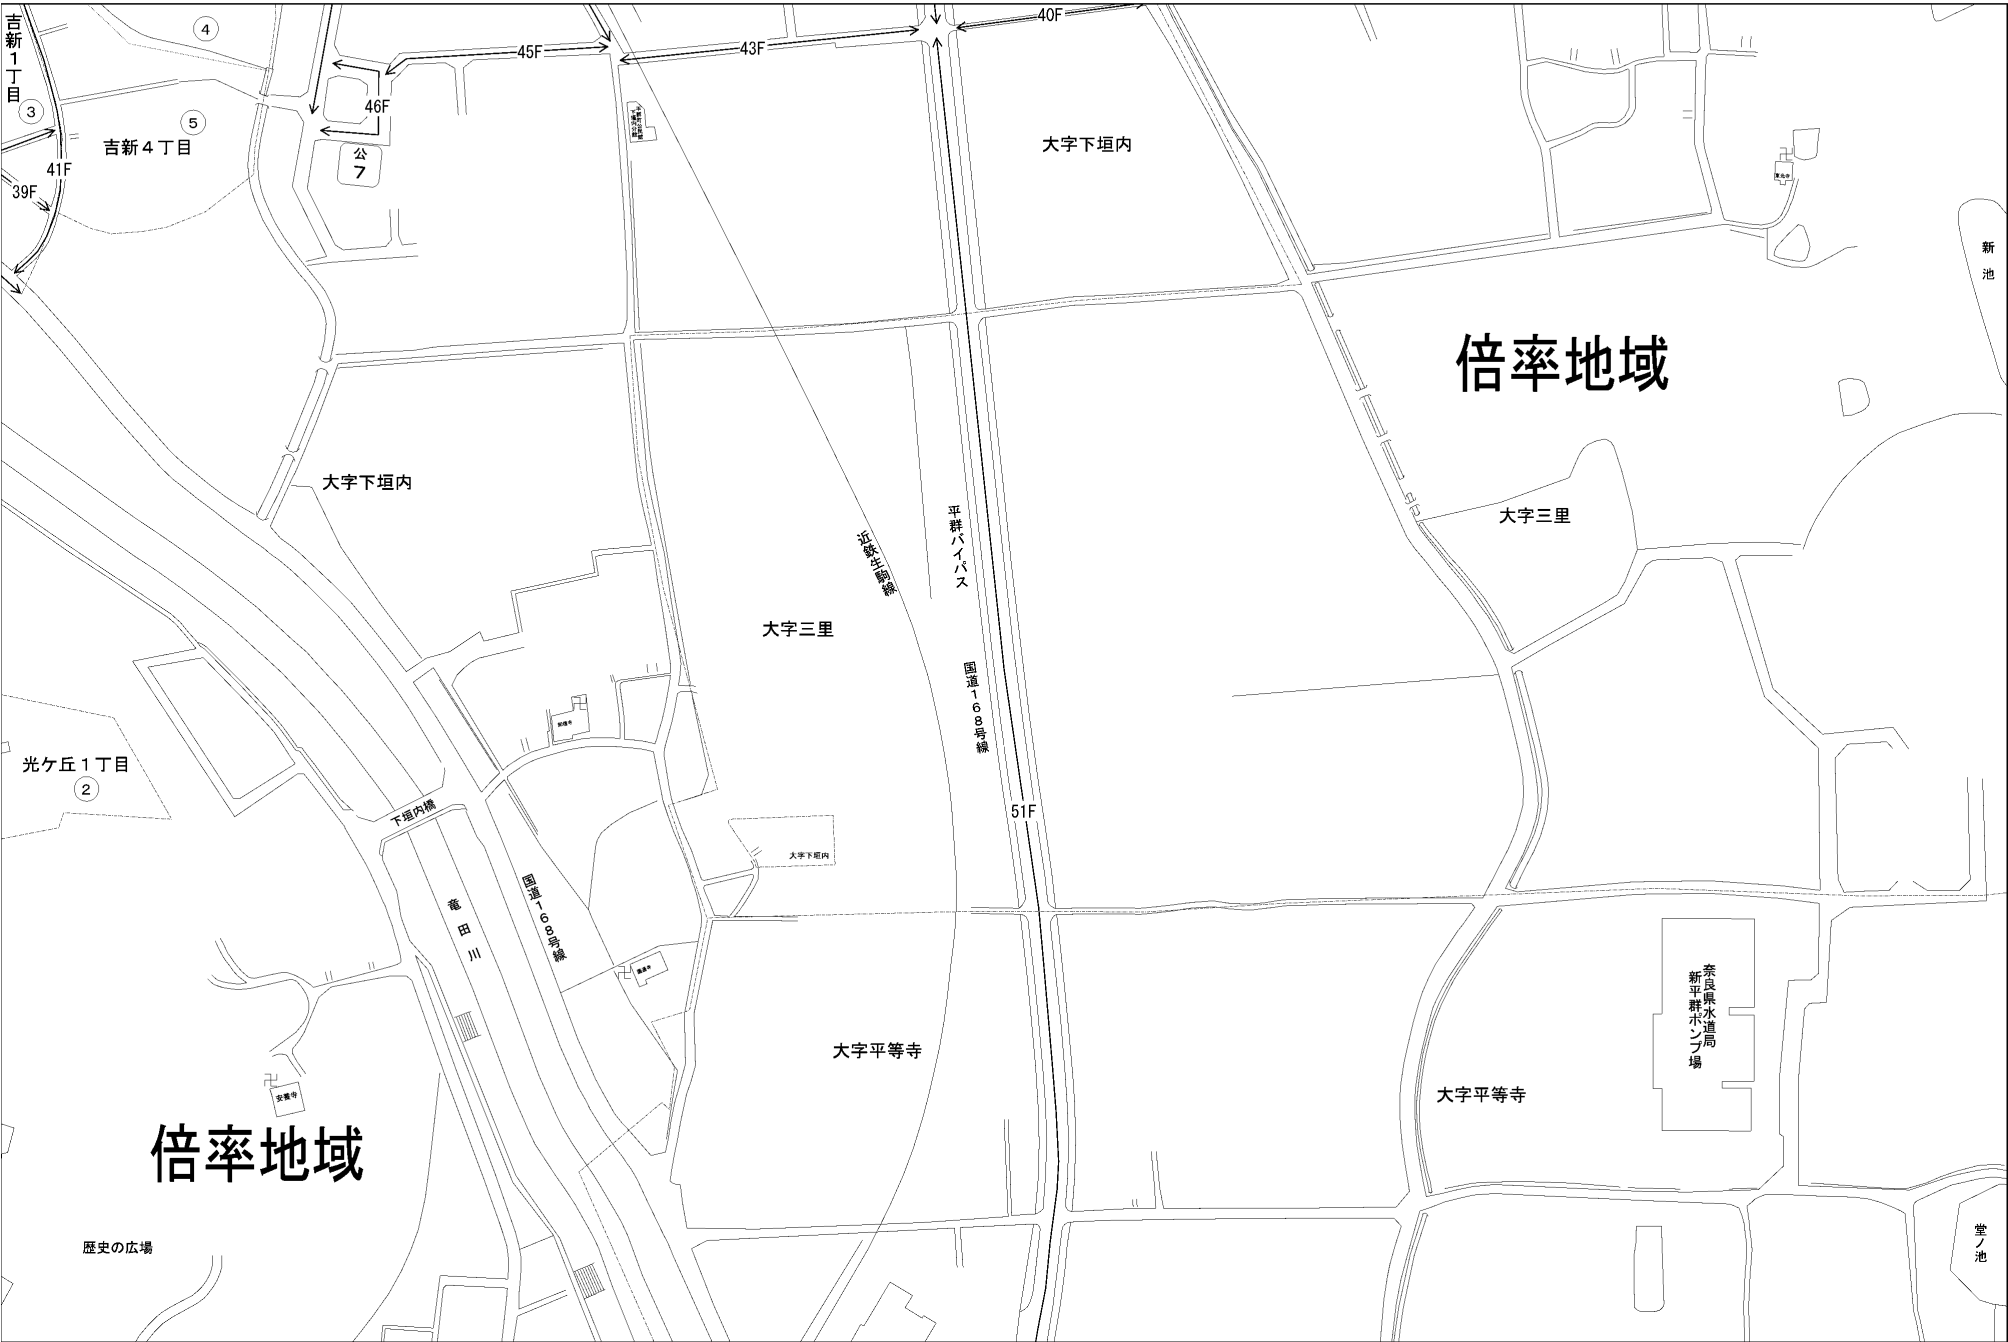 吉新1丁目
4
3
5
吉新4丁目
41F
39F
45F
43F
40F
46F
公
7
大字下垣内
新池
倍率地域
大字下垣内
大字三里
平群バイパス
近鉄生駒線
大字三里
国道168号線
光ケ丘1丁目
2
下垣内橋
51F
大字下垣内
竜田川
国道168号線
奈良県水道局
新平群ポンプ場
大字平等寺
大字平等寺
安養寺
倍率地域
歴史の広場
堂ノ池